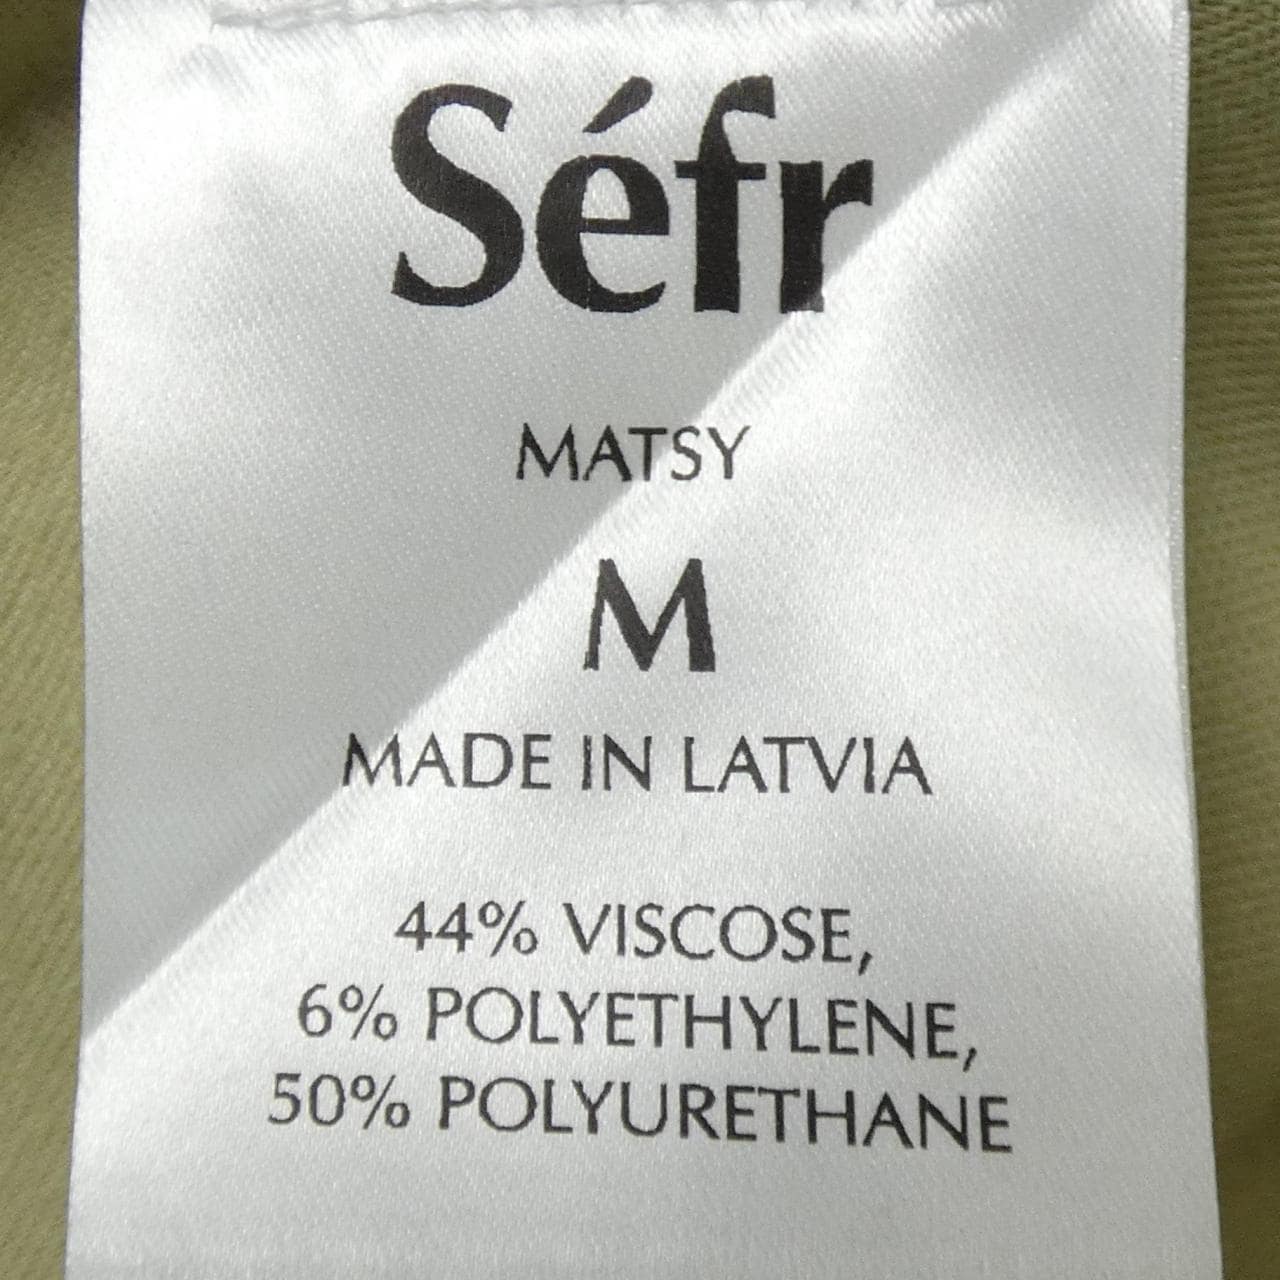 Séfr
MATSY
M
MADE IN LATVIA
44% VISCOSE,
6% POLYETHYLENE,
50% POLYURETHANE